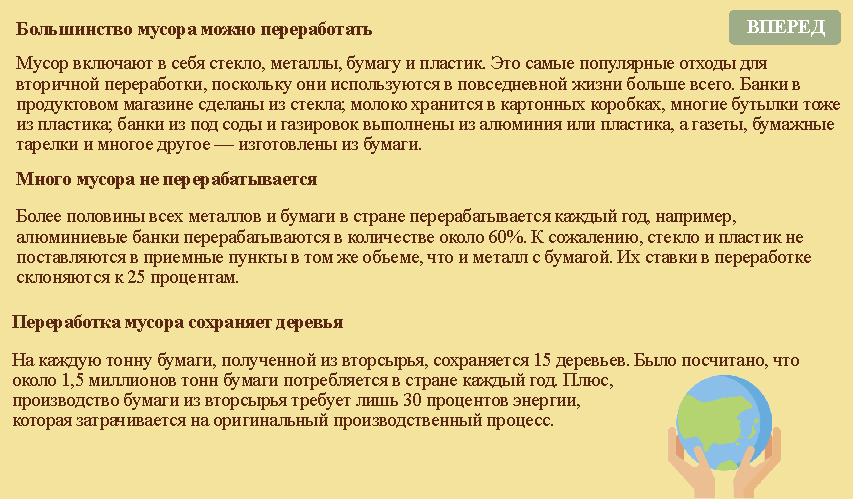 Большинство мусора можно переработать
ВПЕРЕД
Мусор включают в себя стекло, металлы, бумагу и пластик. Это самые популярные отходы для
вторичной переработки, поскольку они используются в повседневной жизни больше всего. Банки в
продуктовом магазине сделаны из стекла; молоко хранится в картонных коробках, многие бутылки тоже
из пластика; банки из под соды и газировок выполнены из алюминия или пластика, а газеты, бумажные
тарелки и многое другое — изготовлены из бумаги.
Много мусора не перерабатывается
Более половины всех металлов и бумаги в стране перерабатывается каждый год, например,
алюминиевые банки перерабатываются в количестве около 60%. К сожалению, стекло и пластик не
поставляются в приемные пункты в том же объеме, что и металл с бумагой. Их ставки в переработке
склоняются к 25 процентам.
Переработка мусора сохраняет деревья
На каждую тонну бумаги, полученной из вторсырья, сохраняется 15 деревьев. Было посчитано, что
около 1,5 миллионов тонн бумаги потребляется в стране каждый год. Плюс,
производство бумаги из вторсырья требует лишь 30 процентов энергии,
которая затрачивается на оригинальный производственный процесс.